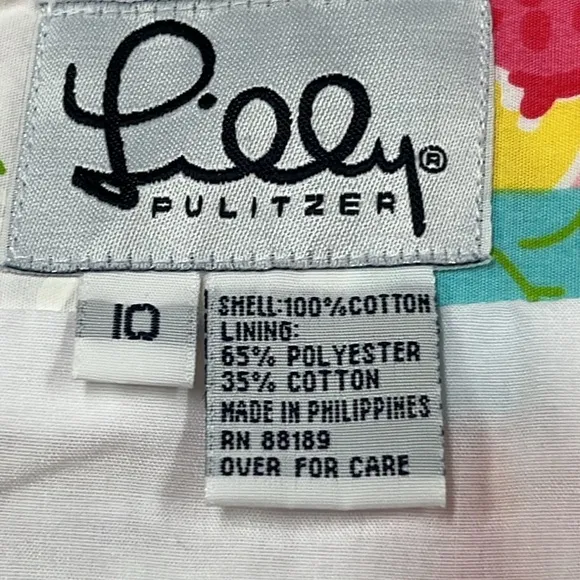 Lilly®
PULITZER
10
SHELL:100%COTTON
LINING:
65% POLYESTER
35% COTTON
MADE IN PHILIPPINES
RN 88189
OVER FOR CARE